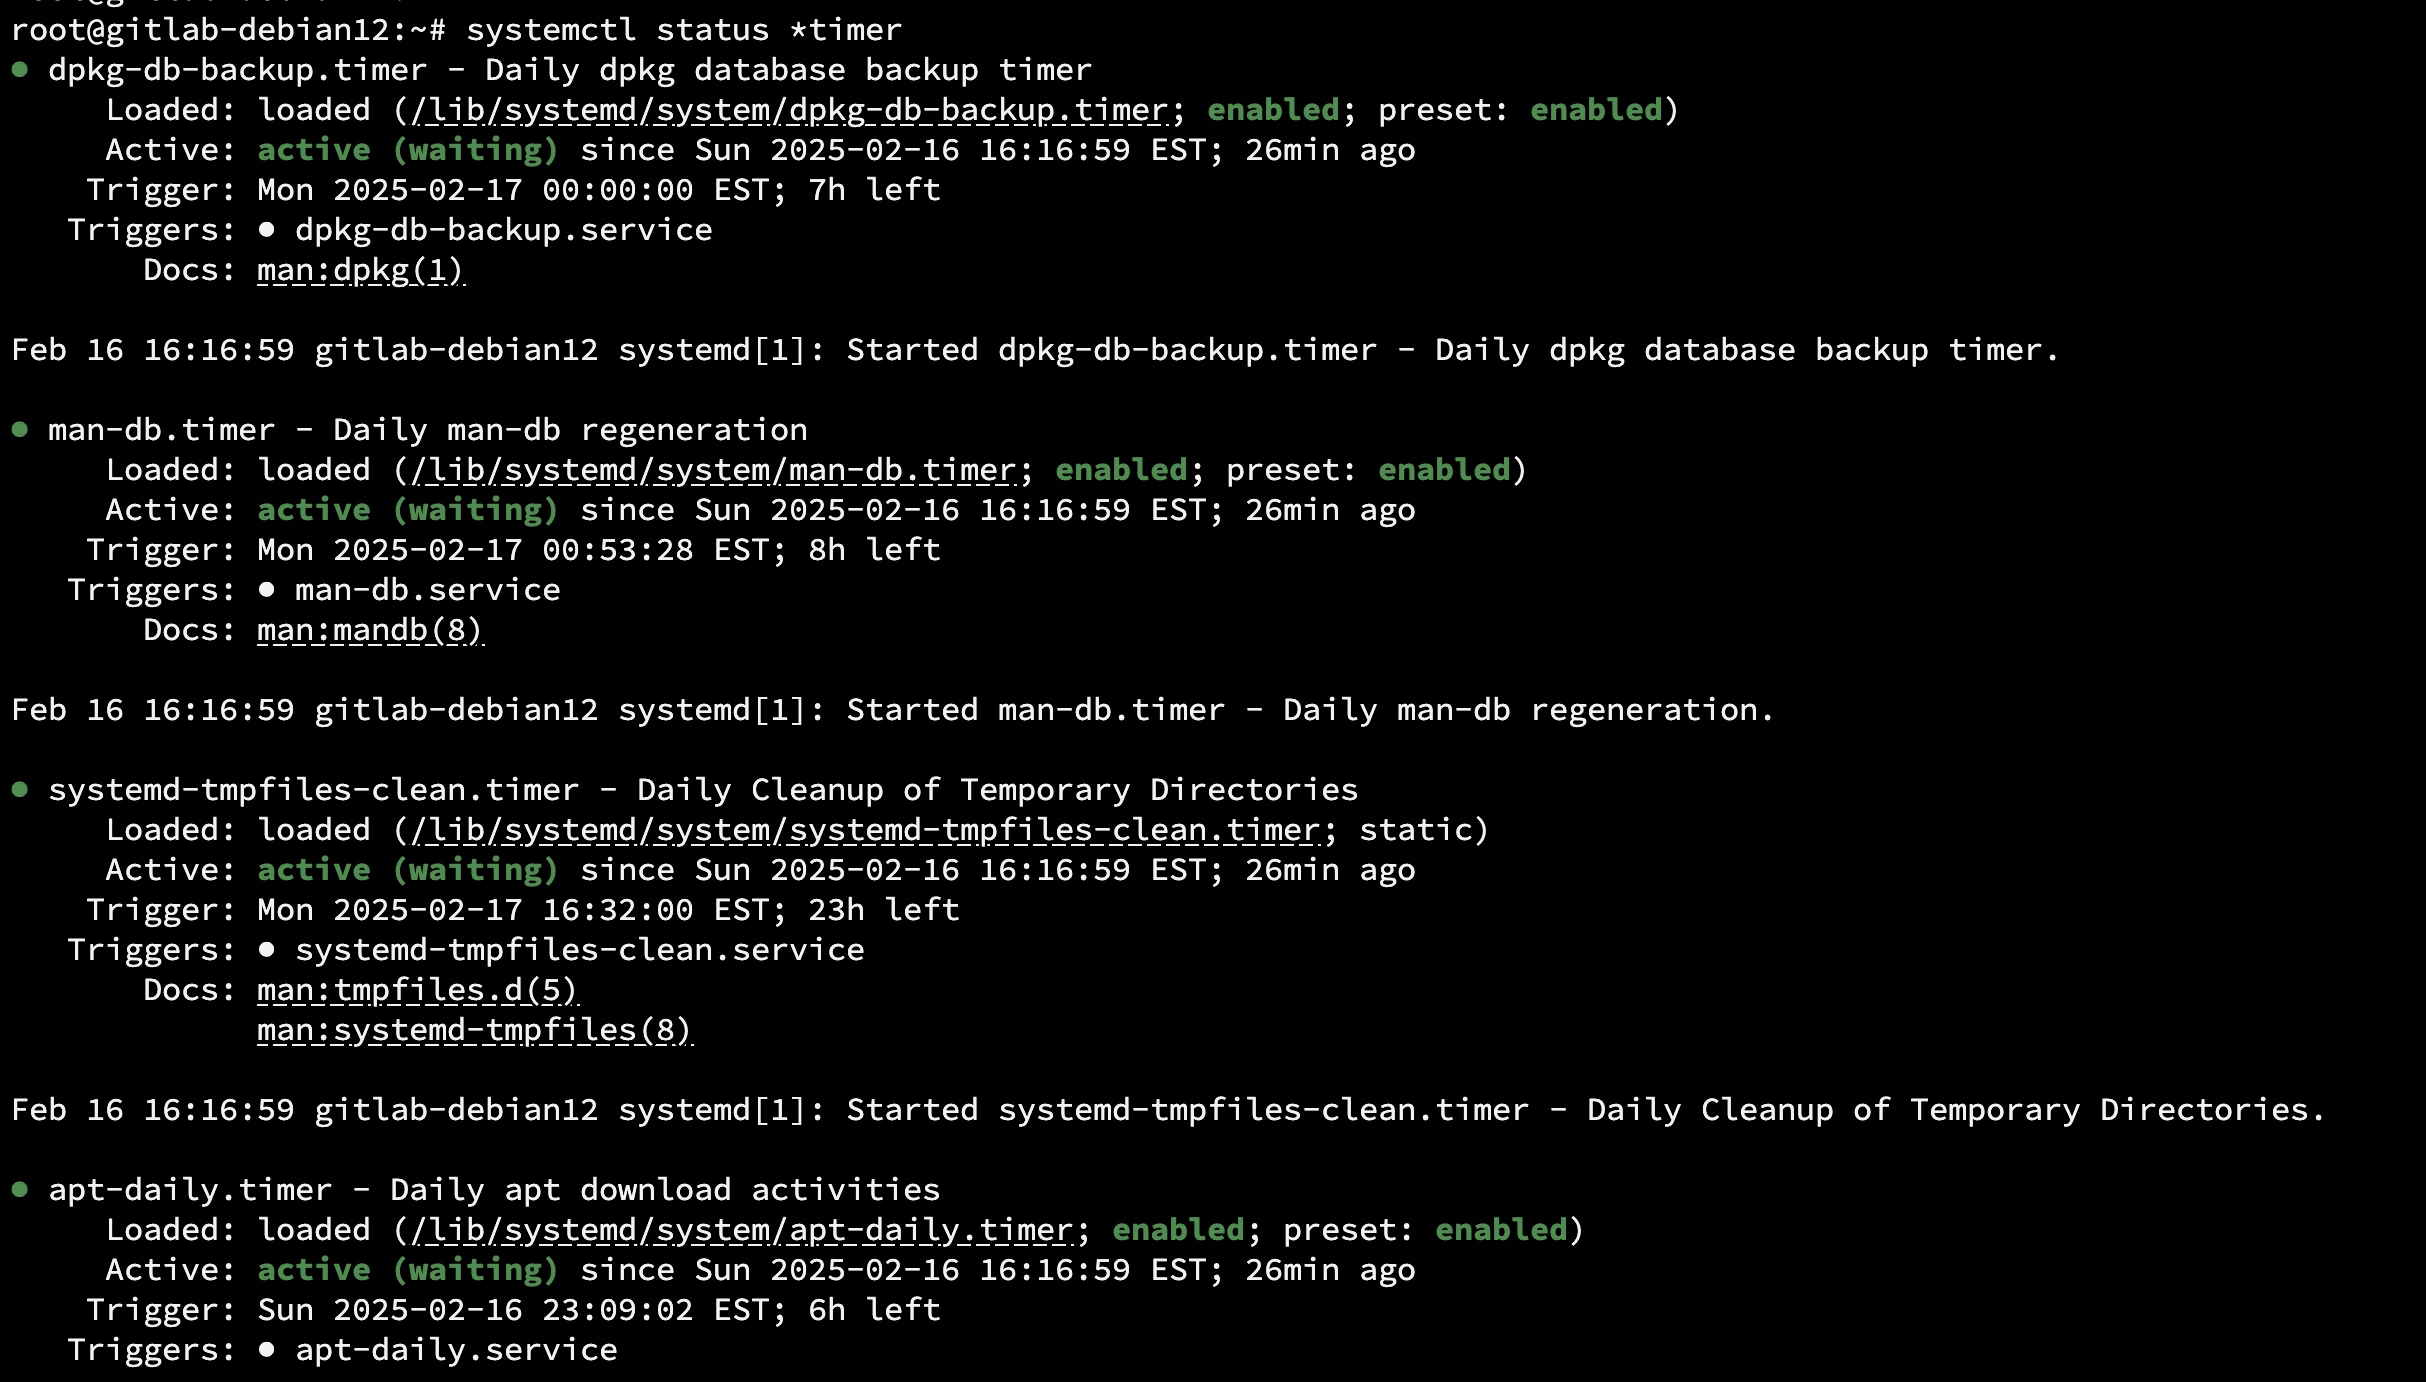 root@gitlab-debian12:~# systemctl status *timer
● dpkg-db-backup.timer - Daily dpkg database backup timer
     Loaded: loaded (/lib/systemd/system/dpkg-db-backup.timer; enabled; preset: enabled)
     Active: active (waiting) since Sun 2025-02-16 16:16:59 EST; 26min ago
    Trigger: Mon 2025-02-17 00:00:00 EST; 7h left
   Triggers: ● dpkg-db-backup.service
       Docs: man:dpkg(1)

Feb 16 16:16:59 gitlab-debian12 systemd[1]: Started dpkg-db-backup.timer - Daily dpkg database backup timer.

● man-db.timer - Daily man-db regeneration
     Loaded: loaded (/lib/systemd/system/man-db.timer; enabled; preset: enabled)
     Active: active (waiting) since Sun 2025-02-16 16:16:59 EST; 26min ago
    Trigger: Mon 2025-02-17 00:53:28 EST; 8h left
   Triggers: ● man-db.service
       Docs: man:mandb(8)

Feb 16 16:16:59 gitlab-debian12 systemd[1]: Started man-db.timer - Daily man-db regeneration.

● systemd-tmpfiles-clean.timer - Daily Cleanup of Temporary Directories
     Loaded: loaded (/lib/systemd/system/systemd-tmpfiles-clean.timer; static)
     Active: active (waiting) since Sun 2025-02-16 16:16:59 EST; 26min ago
    Trigger: Mon 2025-02-17 16:32:00 EST; 23h left
   Triggers: ● systemd-tmpfiles-clean.service
       Docs: man:tmpfiles.d(5)
             man:systemd-tmpfiles(8)

Feb 16 16:16:59 gitlab-debian12 systemd[1]: Started systemd-tmpfiles-clean.timer - Daily Cleanup of Temporary Directories.

● apt-daily.timer - Daily apt download activities
     Loaded: loaded (/lib/systemd/system/apt-daily.timer; enabled; preset: enabled)
     Active: active (waiting) since Sun 2025-02-16 16:16:59 EST; 26min ago
    Trigger: Sun 2025-02-16 23:09:02 EST; 6h left
   Triggers: ● apt-daily.service